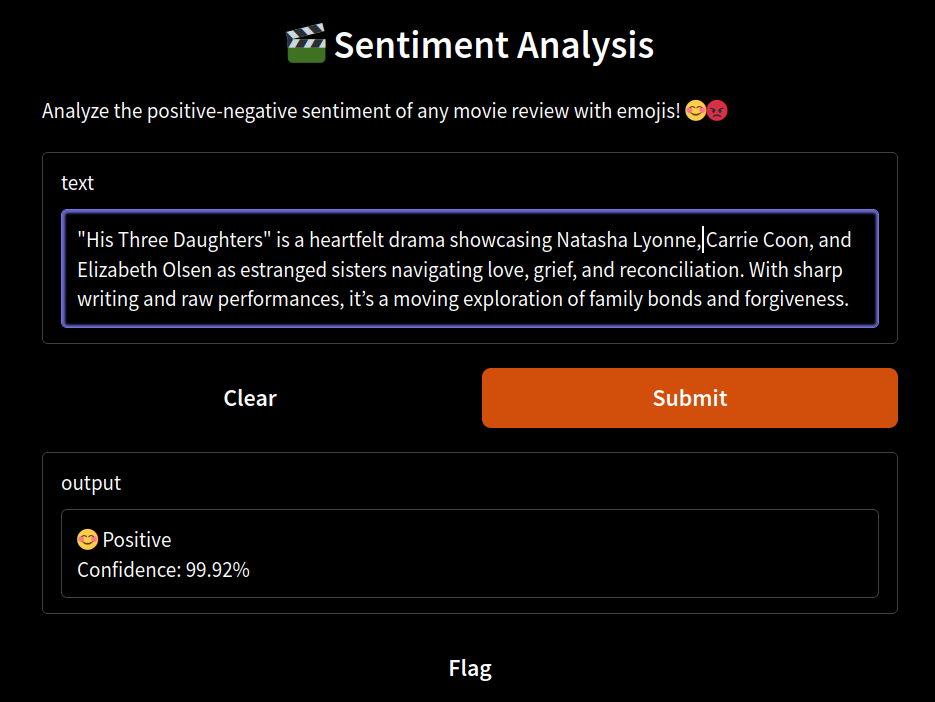 🎬 Sentiment Analysis
Analyze the positive-negative sentiment of any movie review with emojis! 😊😡
text
"His Three Daughters" is a heartfelt drama showcasing Natasha Lyonne, Carrie Coon, and
Elizabeth Olsen as estranged sisters navigating love, grief, and reconciliation. With sharp
writing and raw performances, it’s a moving exploration of family bonds and forgiveness.
Clear
Submit
output
😊 Positive
Confidence: 99.92%
Flag